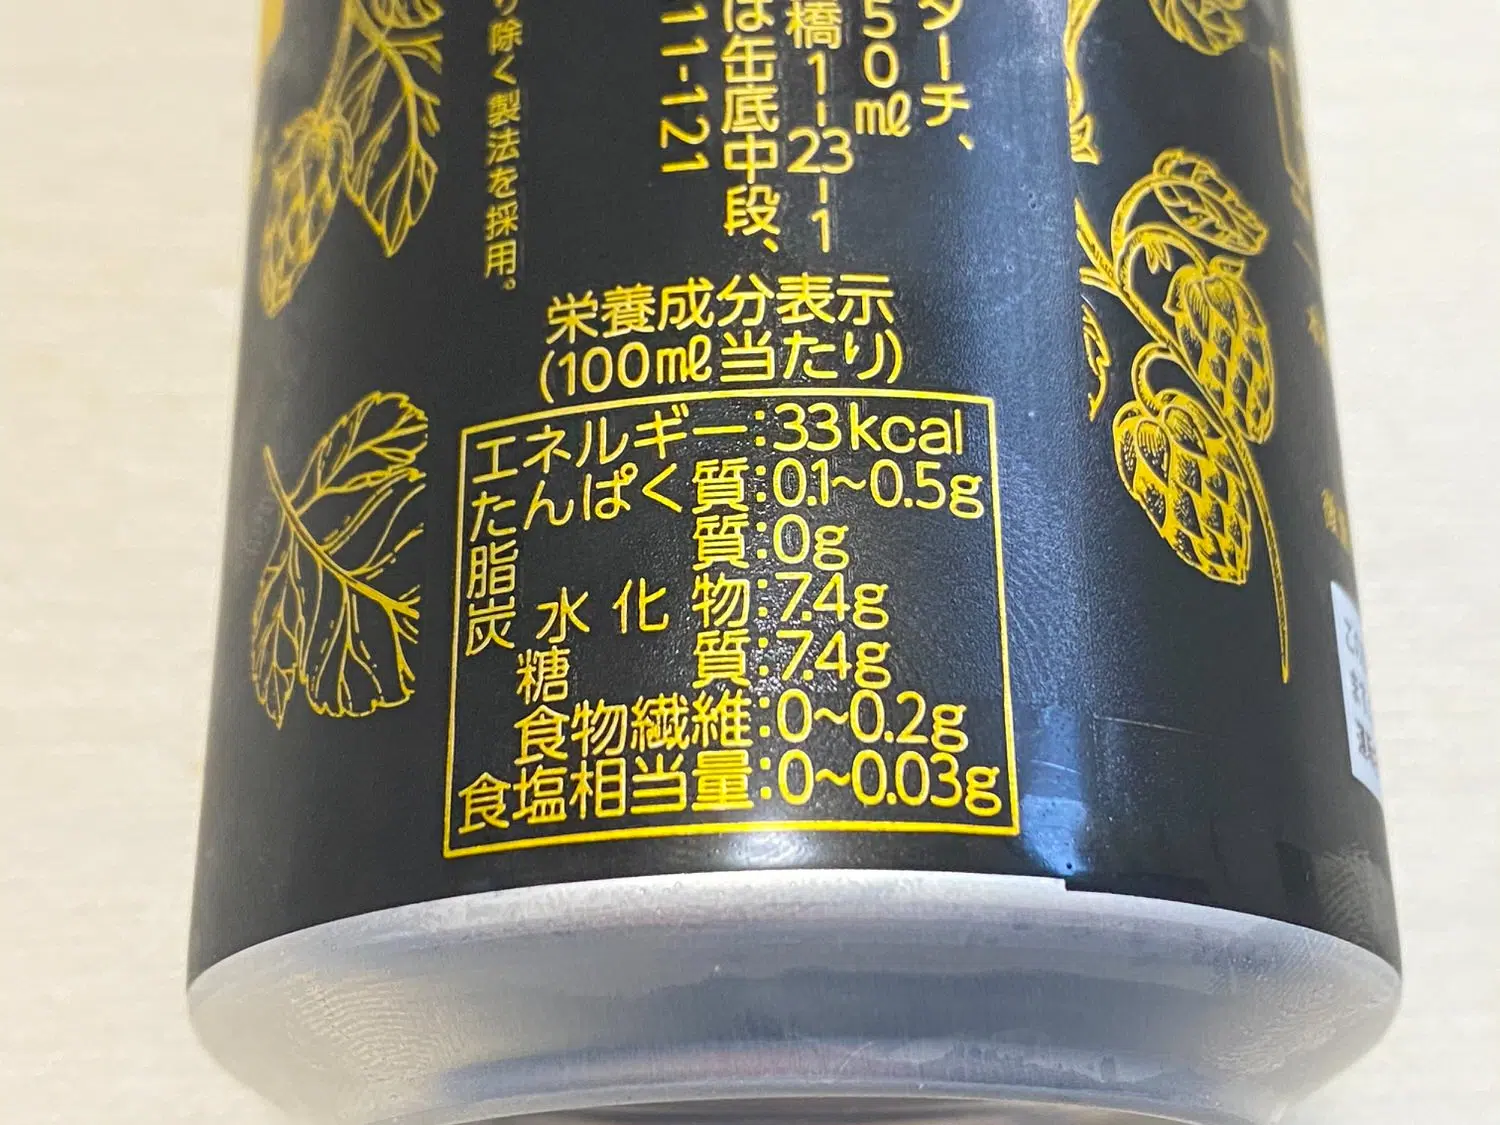 ターチ、
50ml
橋1-23-1
は缶底中段、
11-121
り除く製法を採用。
栄養成分表示
(100ml当たり)
エネルギー:33kcal
たんぱく質:0.1~0.5g
脂質:0g
炭水化物:7.4g
糖質:7.4g
食物繊維:0~0.2g
食塩相当量:0~0.03g